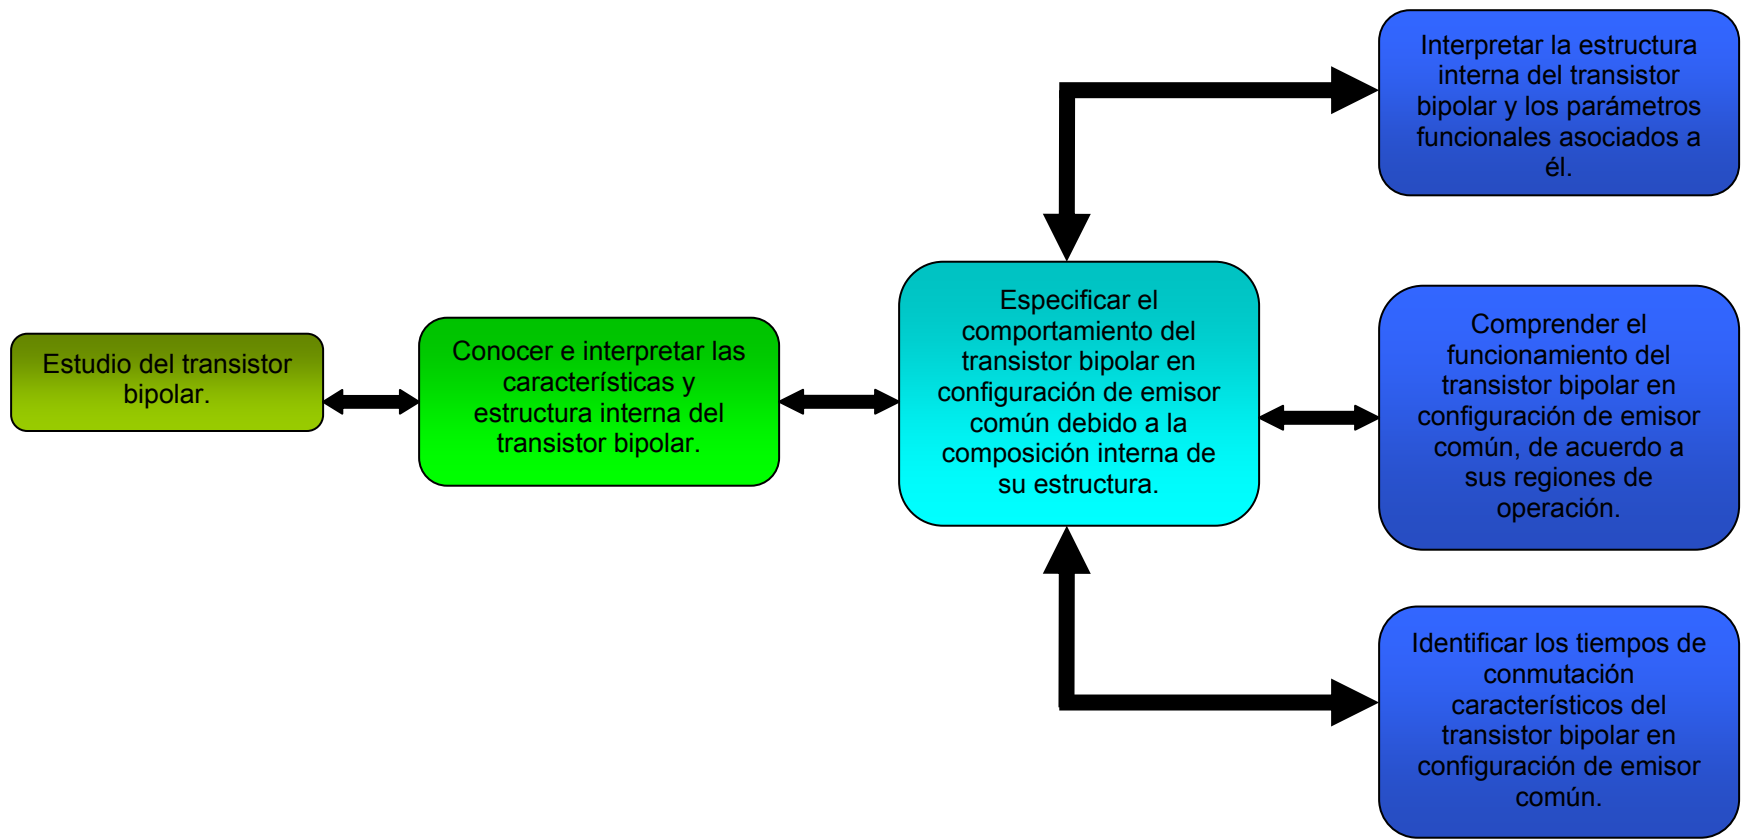 Estudio del transistor
bipolar.
Conocer e interpretar las
características y
estructura interna del
transistor bipolar.
Especificar el
comportamiento del
transistor bipolar en
configuración de emisor
común debido a la
composición interna de
su estructura.
Interpretar la estructura
interna del transistor
bipolar y los parámetros
funcionales asociados a
él.
Comprender el
funcionamiento del
transistor bipolar en
configuración de emisor
común, de acuerdo a
sus regiones de
operación.
Identificar los tiempos de
conmutación
característicos del
transistor bipolar en
configuración de emisor
común.